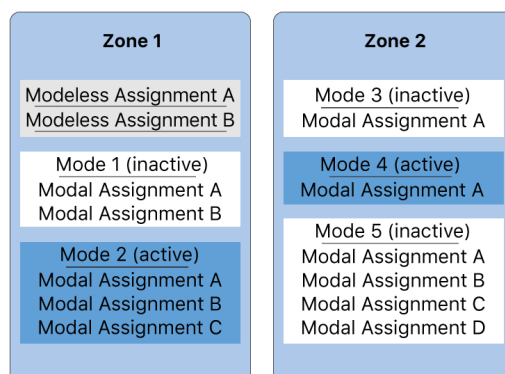 Zone 1
Modeless Assignment A
Modeless Assignment B
Mode 1 (inactive)
Modal Assignment A
Modal Assignment B
Mode 2 (active)
Modal Assignment A
Modal Assignment B
Modal Assignment C
Zone 2
Mode 3 (inactive)
Modal Assignment A
Mode 4 (active)
Modal Assignment A
Mode 5 (inactive)
Modal Assignment A
Modal Assignment B
Modal Assignment C
Modal Assignment D